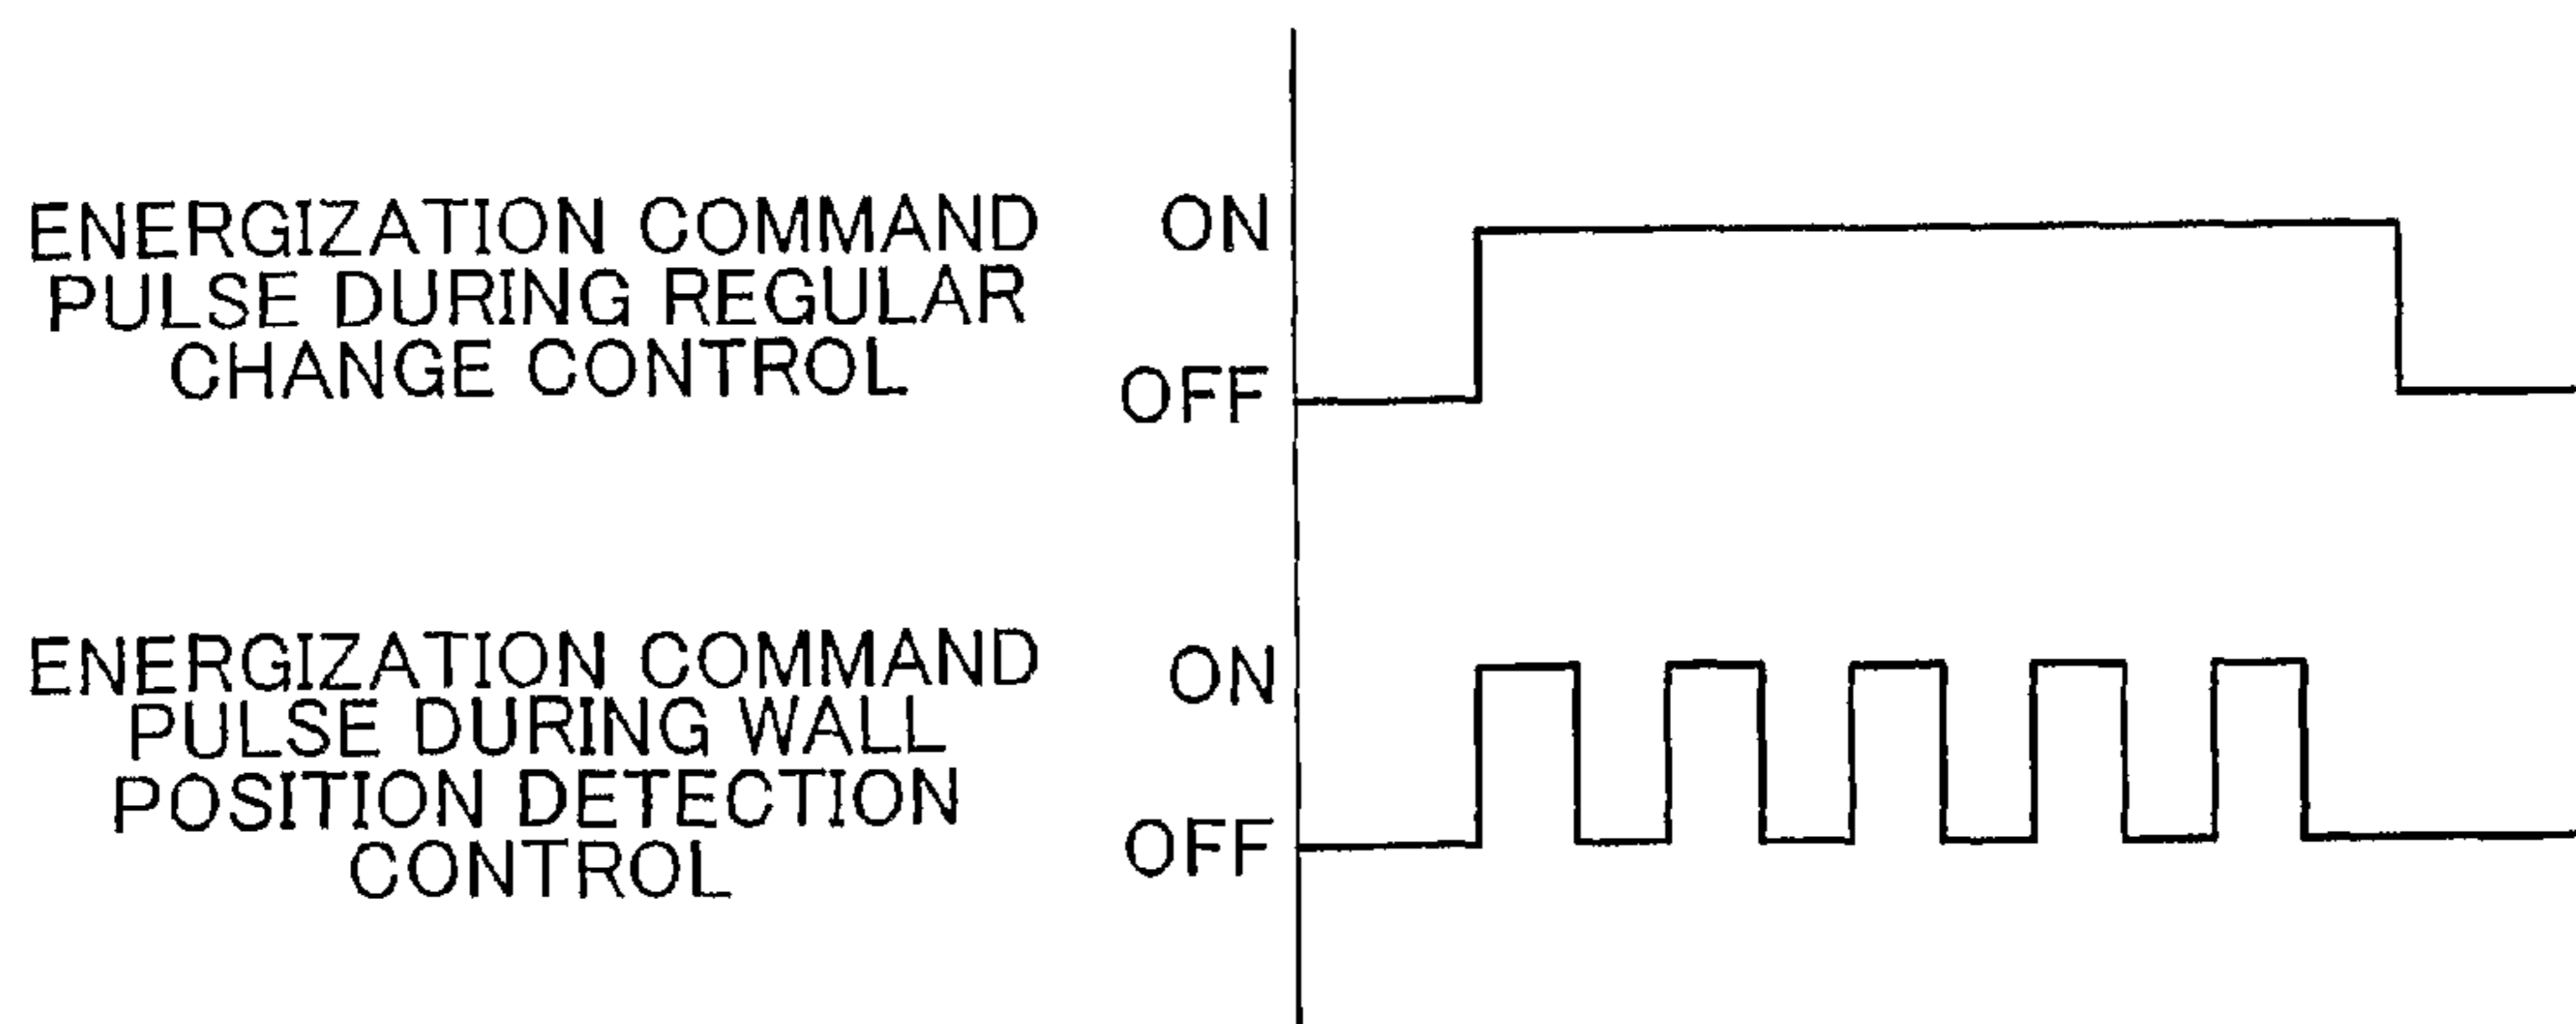 ENERGIZATION COMMAND
PULSE DURING REGULAR
CHANGE CONTROL
ON
OFF
ENERGIZATION COMMAND
PULSE DURING WALL
POSITION DETECTION
CONTROL
ON
OFF